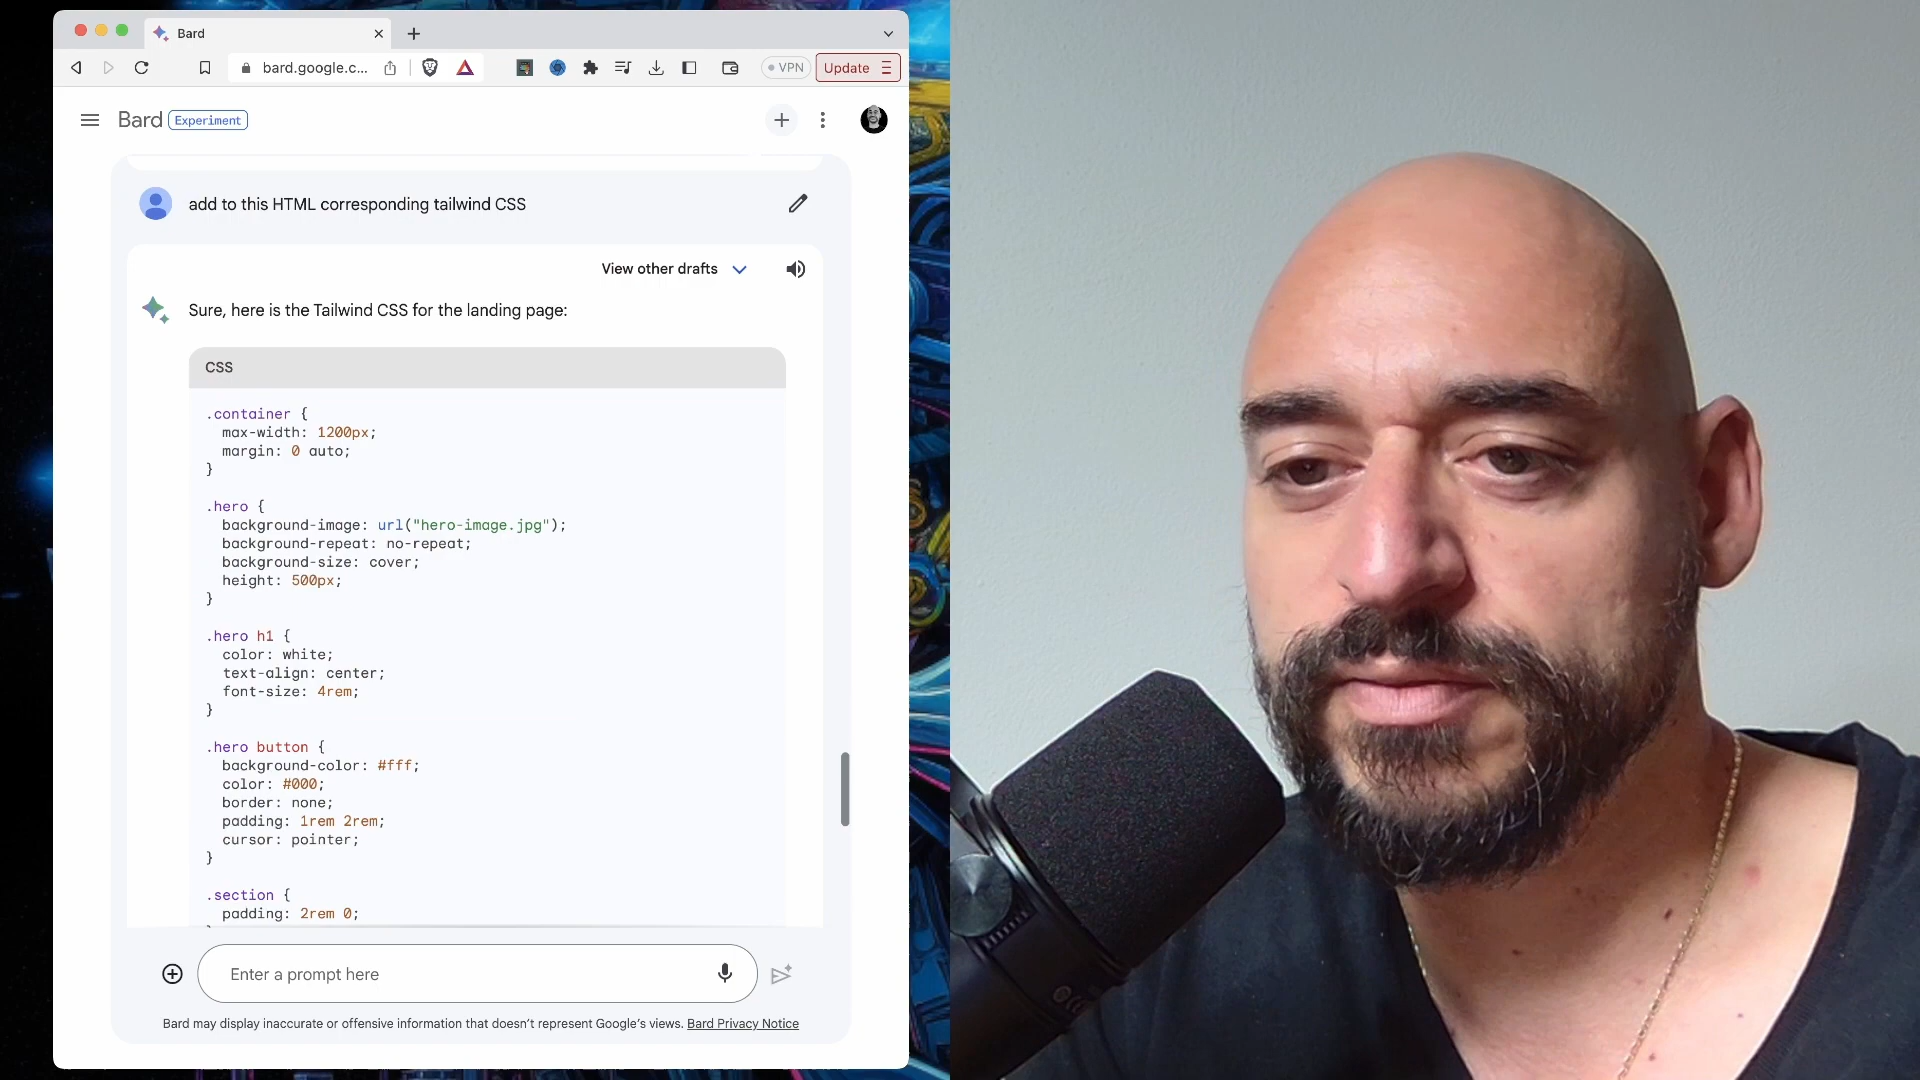 Bard
bard.google.c...
VPN
Update
Bard Experiment
add to this HTML corresponding tailwind CSS
View other drafts
Sure, here is the Tailwind CSS for the landing page:
CSS
.container {
  max-width: 1200px;
  margin: 0 auto;
}
.hero {
  background-image: url("hero-image.jpg");
  background-repeat: no-repeat;
  background-size: cover;
  height: 500px;
}
.hero h1 {
  color: white;
  text-align: center;
  font-size: 4rem;
}
.hero button {
  background-color: #fff;
  color: #000;
  border: none;
  padding: 1rem 2rem;
  cursor: pointer;
}
.section {
  padding: 2rem 0;
Enter a prompt here
Bard may display inaccurate or offensive information that doesn't represent Google's views. Bard Privacy Notice